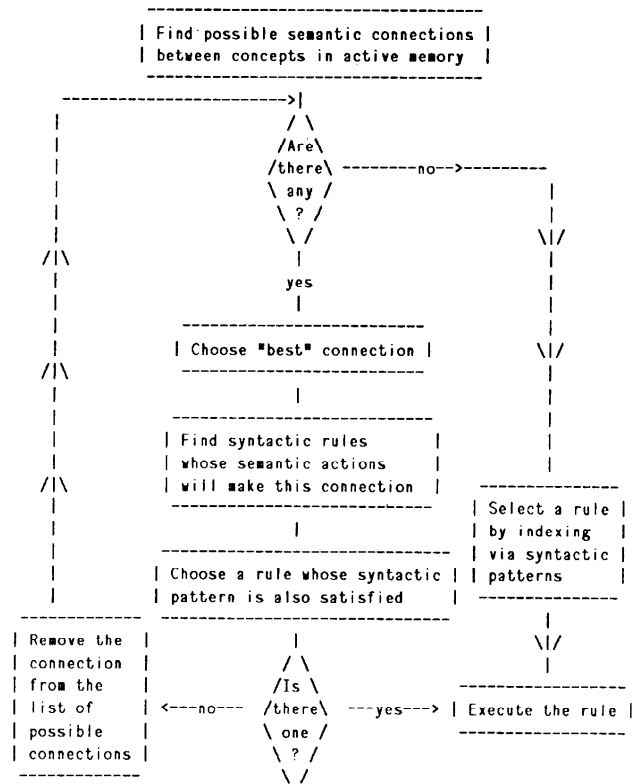 Find possible semantic connections
between concepts in active memory
Are
there
any
?
no
yes
Choose "best" connection
Find syntactic rules
whose semantic actions
will make this connection
Select a rule
by indexing
via syntactic
patterns
Choose a rule whose syntactic
pattern is also satisfied
Remove the
connection
from the
list of
possible
connections
Is
there
one
?
no
yes
Execute the rule